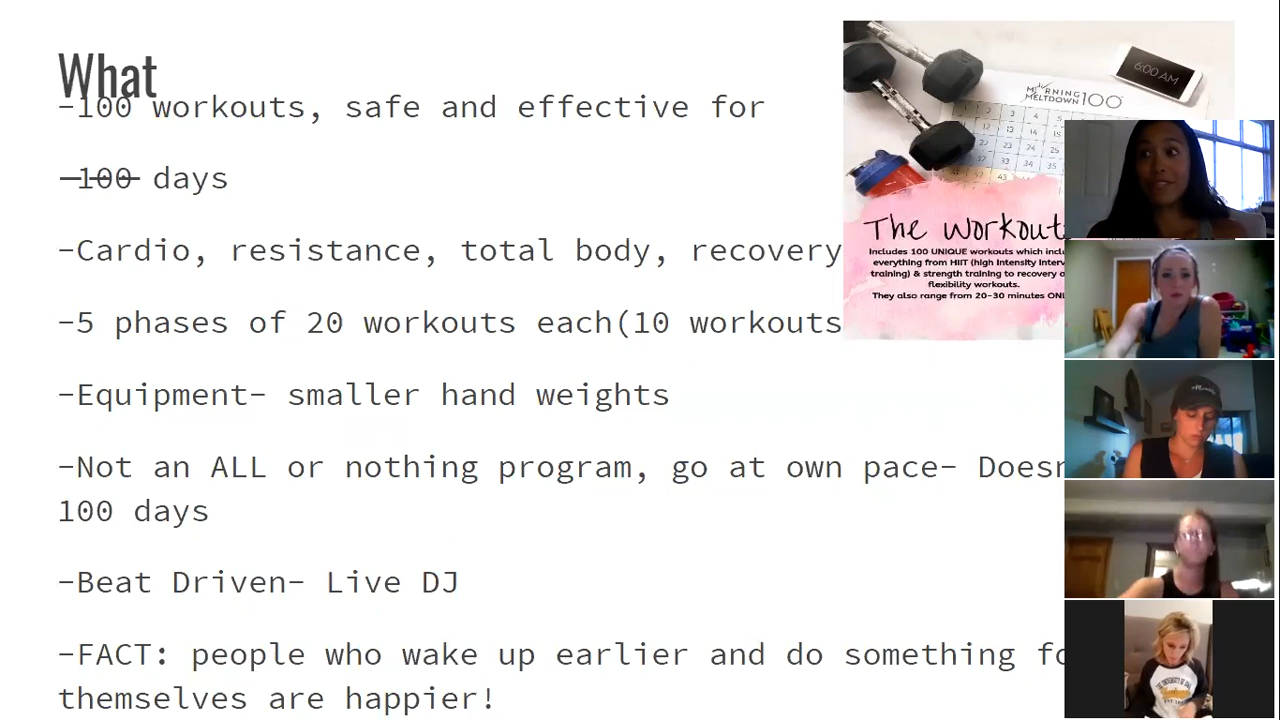 What
-100 workouts, safe and effective for
-100 days
-Cardio, resistance, total body, recovery
-5 phases of 20 workouts each(10 workouts
-Equipment- smaller hand weights
-Not an ALL or nothing program, go at own pace- Doesn
100 days
-Beat Driven- Live DJ
-FACT: people who wake up earlier and do something fo
themselves are happier!
6:00 AM
MORNING
MELTDOWN100
The Workout
Includes 100 UNIQUE workouts which inclu
everything from HIIT (high Intensity Interv
training) & strength training to recovery a
flexibility workouts.
They also range from 20-30 minutes ONL